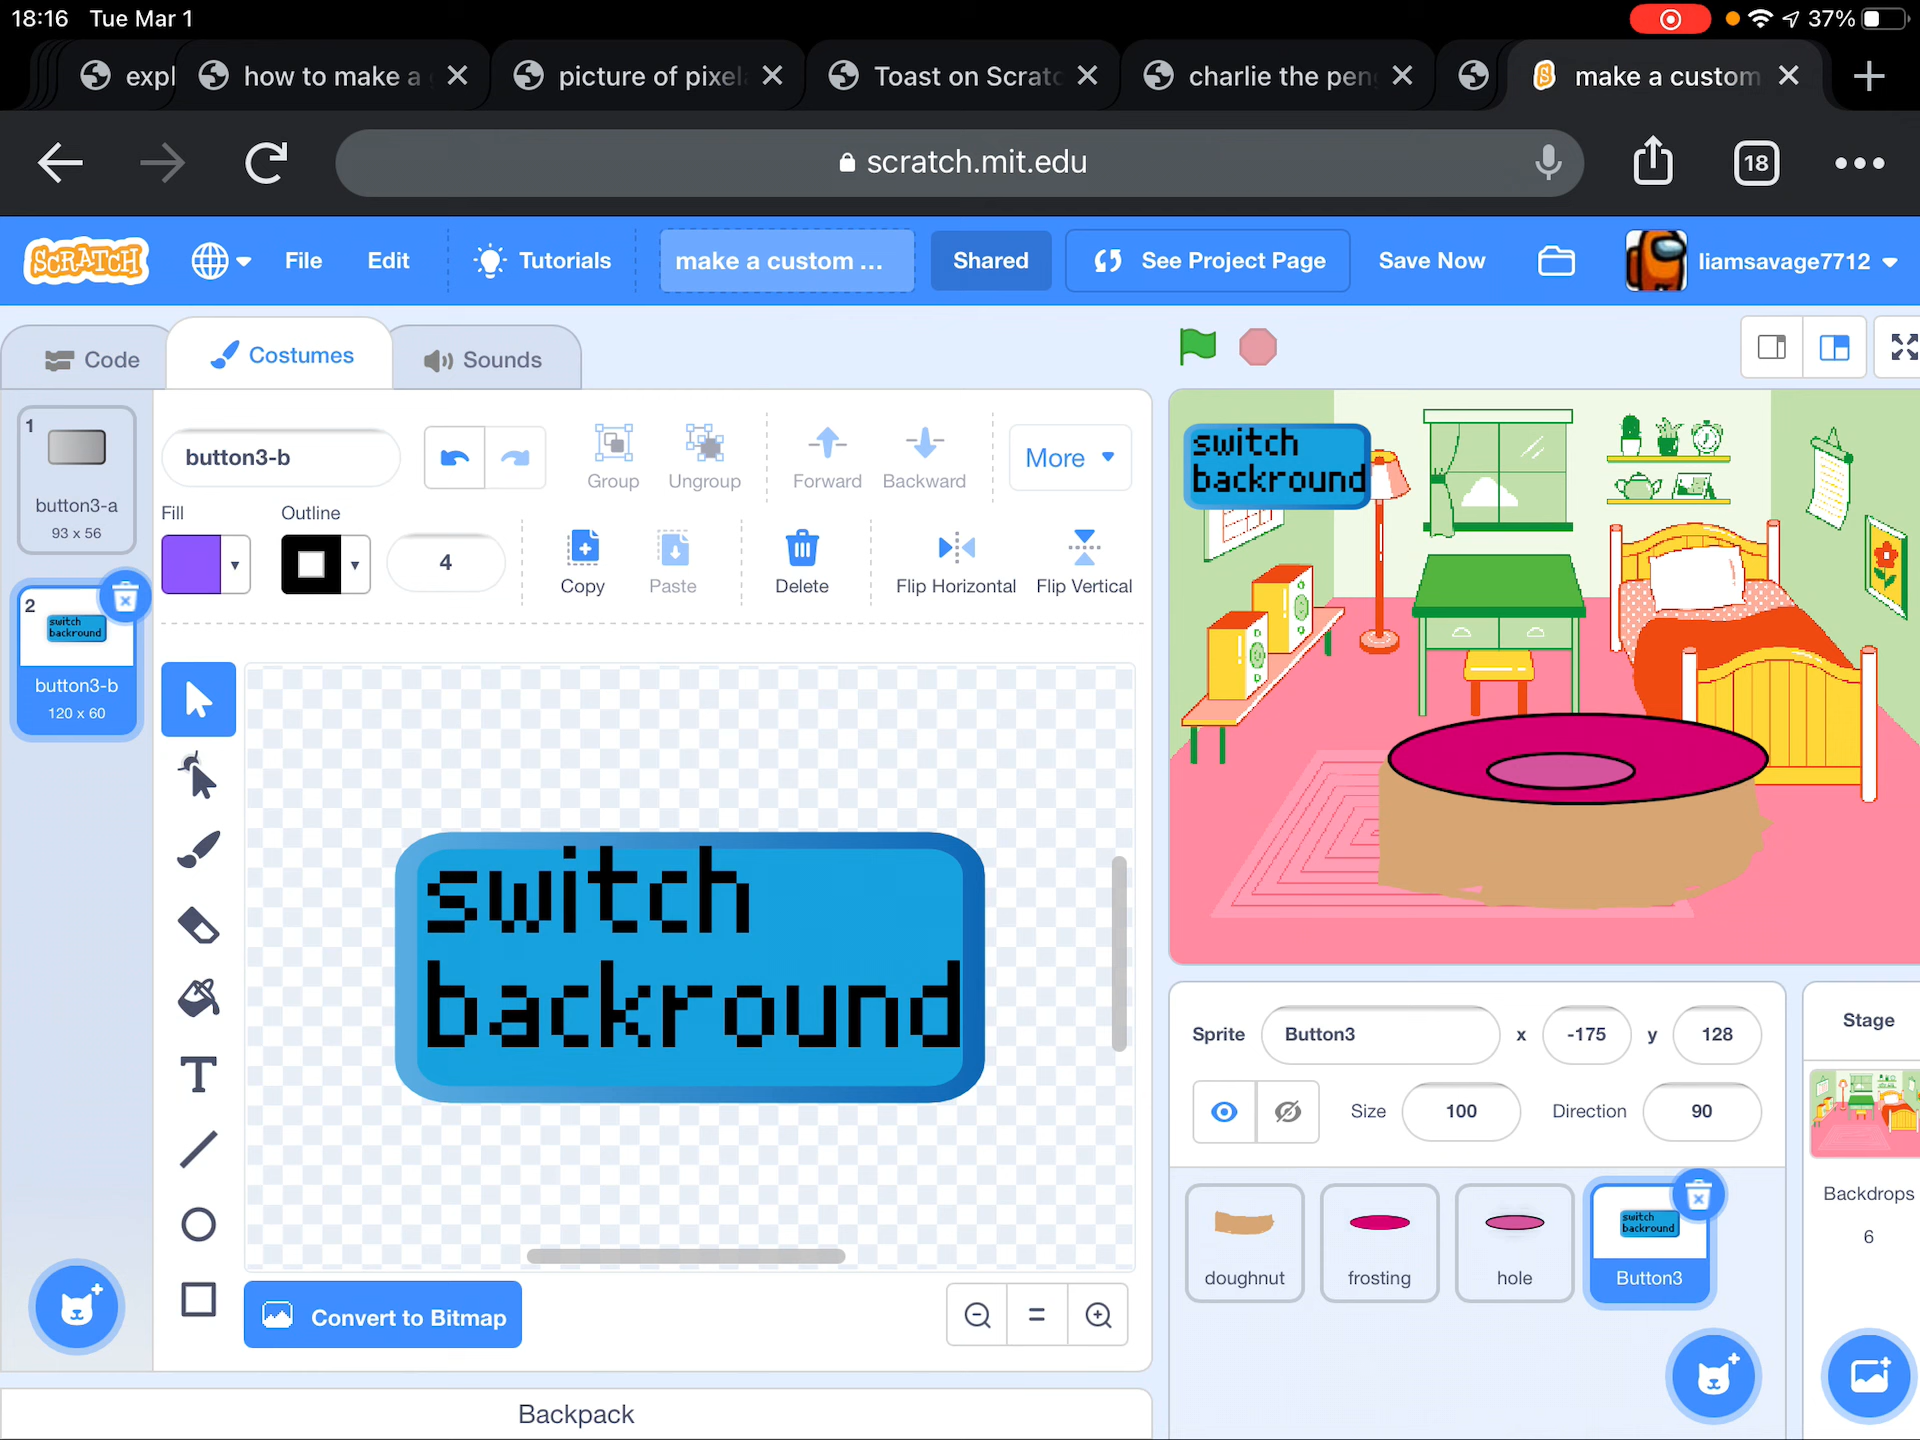 18:16 Tue Mar 1
37%
expl
how to make a
picture of pixela
Toast on Scratc
charlie the peng
make a custom
scratch.mit.edu
18
SCRATCH
File
Edit
Tutorials
make a custom ...
Shared
See Project Page
Save Now
liamsavage7712
Code
Costumes
Sounds
1
button3-a
93 x 56
2
switch
backround
button3-b
120 x 60
button3-b
Group
Ungroup
Forward
Backward
More
Fill
Outline
4
Copy
Paste
Delete
Flip Horizontal
Flip Vertical
switch
backround
Convert to Bitmap
Backpack
switch
backround
Sprite
Button3
x
-175
y
128
Size
100
Direction
90
doughnut
frosting
hole
switch
backround
Button3
Stage
Backdrops
6